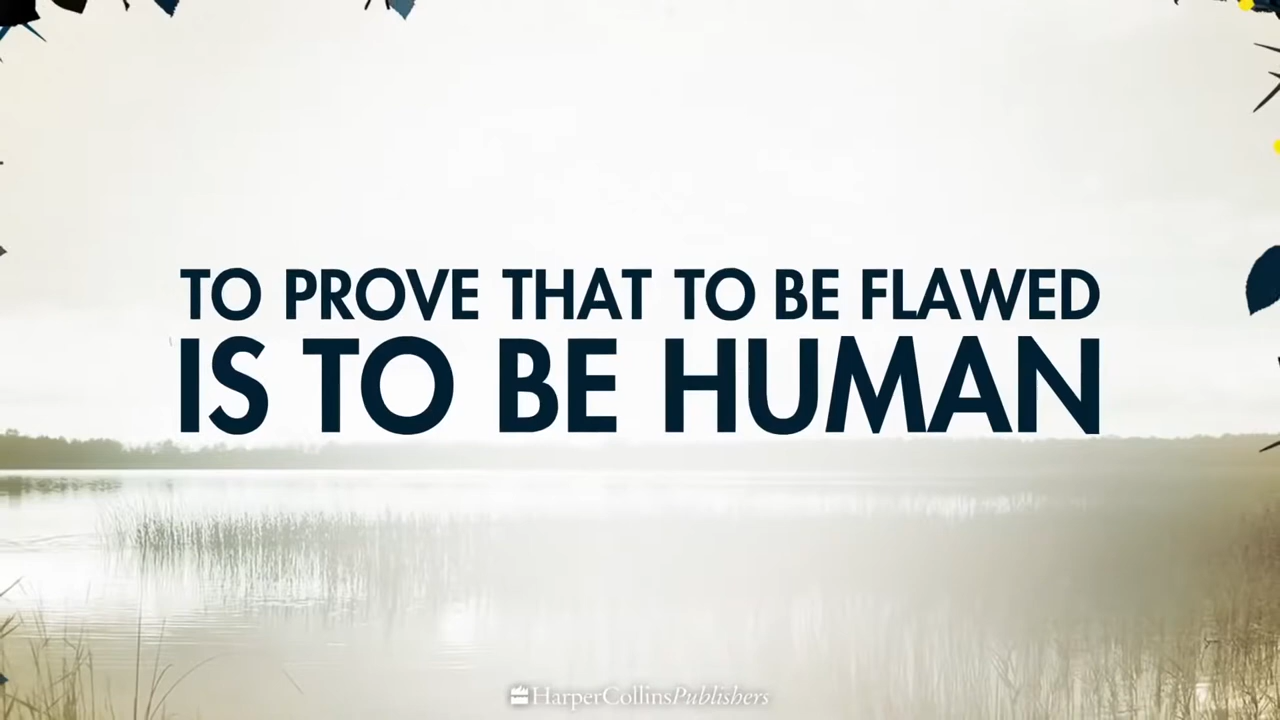 TO PROVE THAT TO BE FLAWED
IS TO BE HUMAN
HarperCollinsPublishers